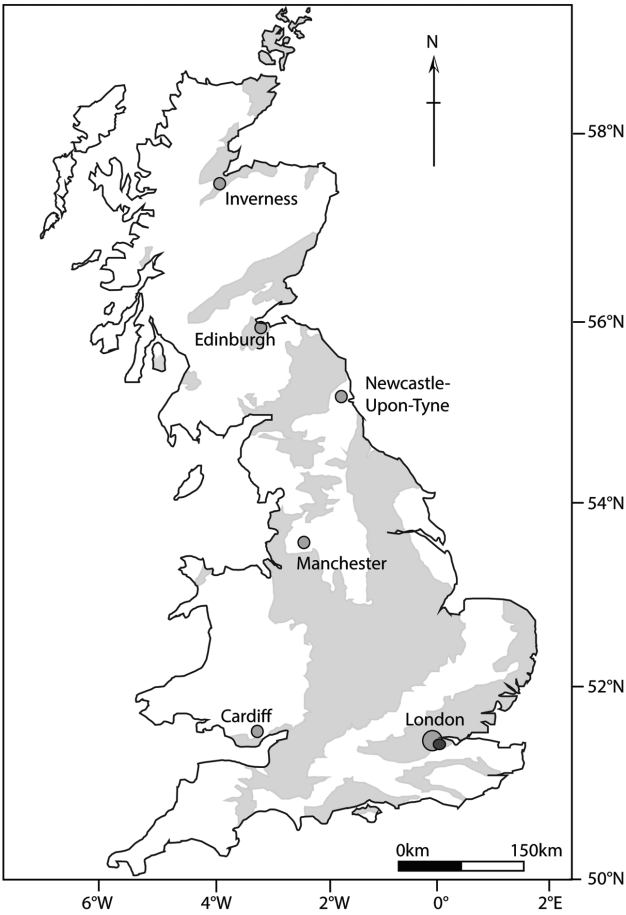 N
58°N
Inverness
56°N
Edinburgh
Newcastle-
Upon-Tyne
54°N
Manchester
52°N
Cardiff
London
0km
150km
50°N
6°W
4°W
2°W
0°
2°E